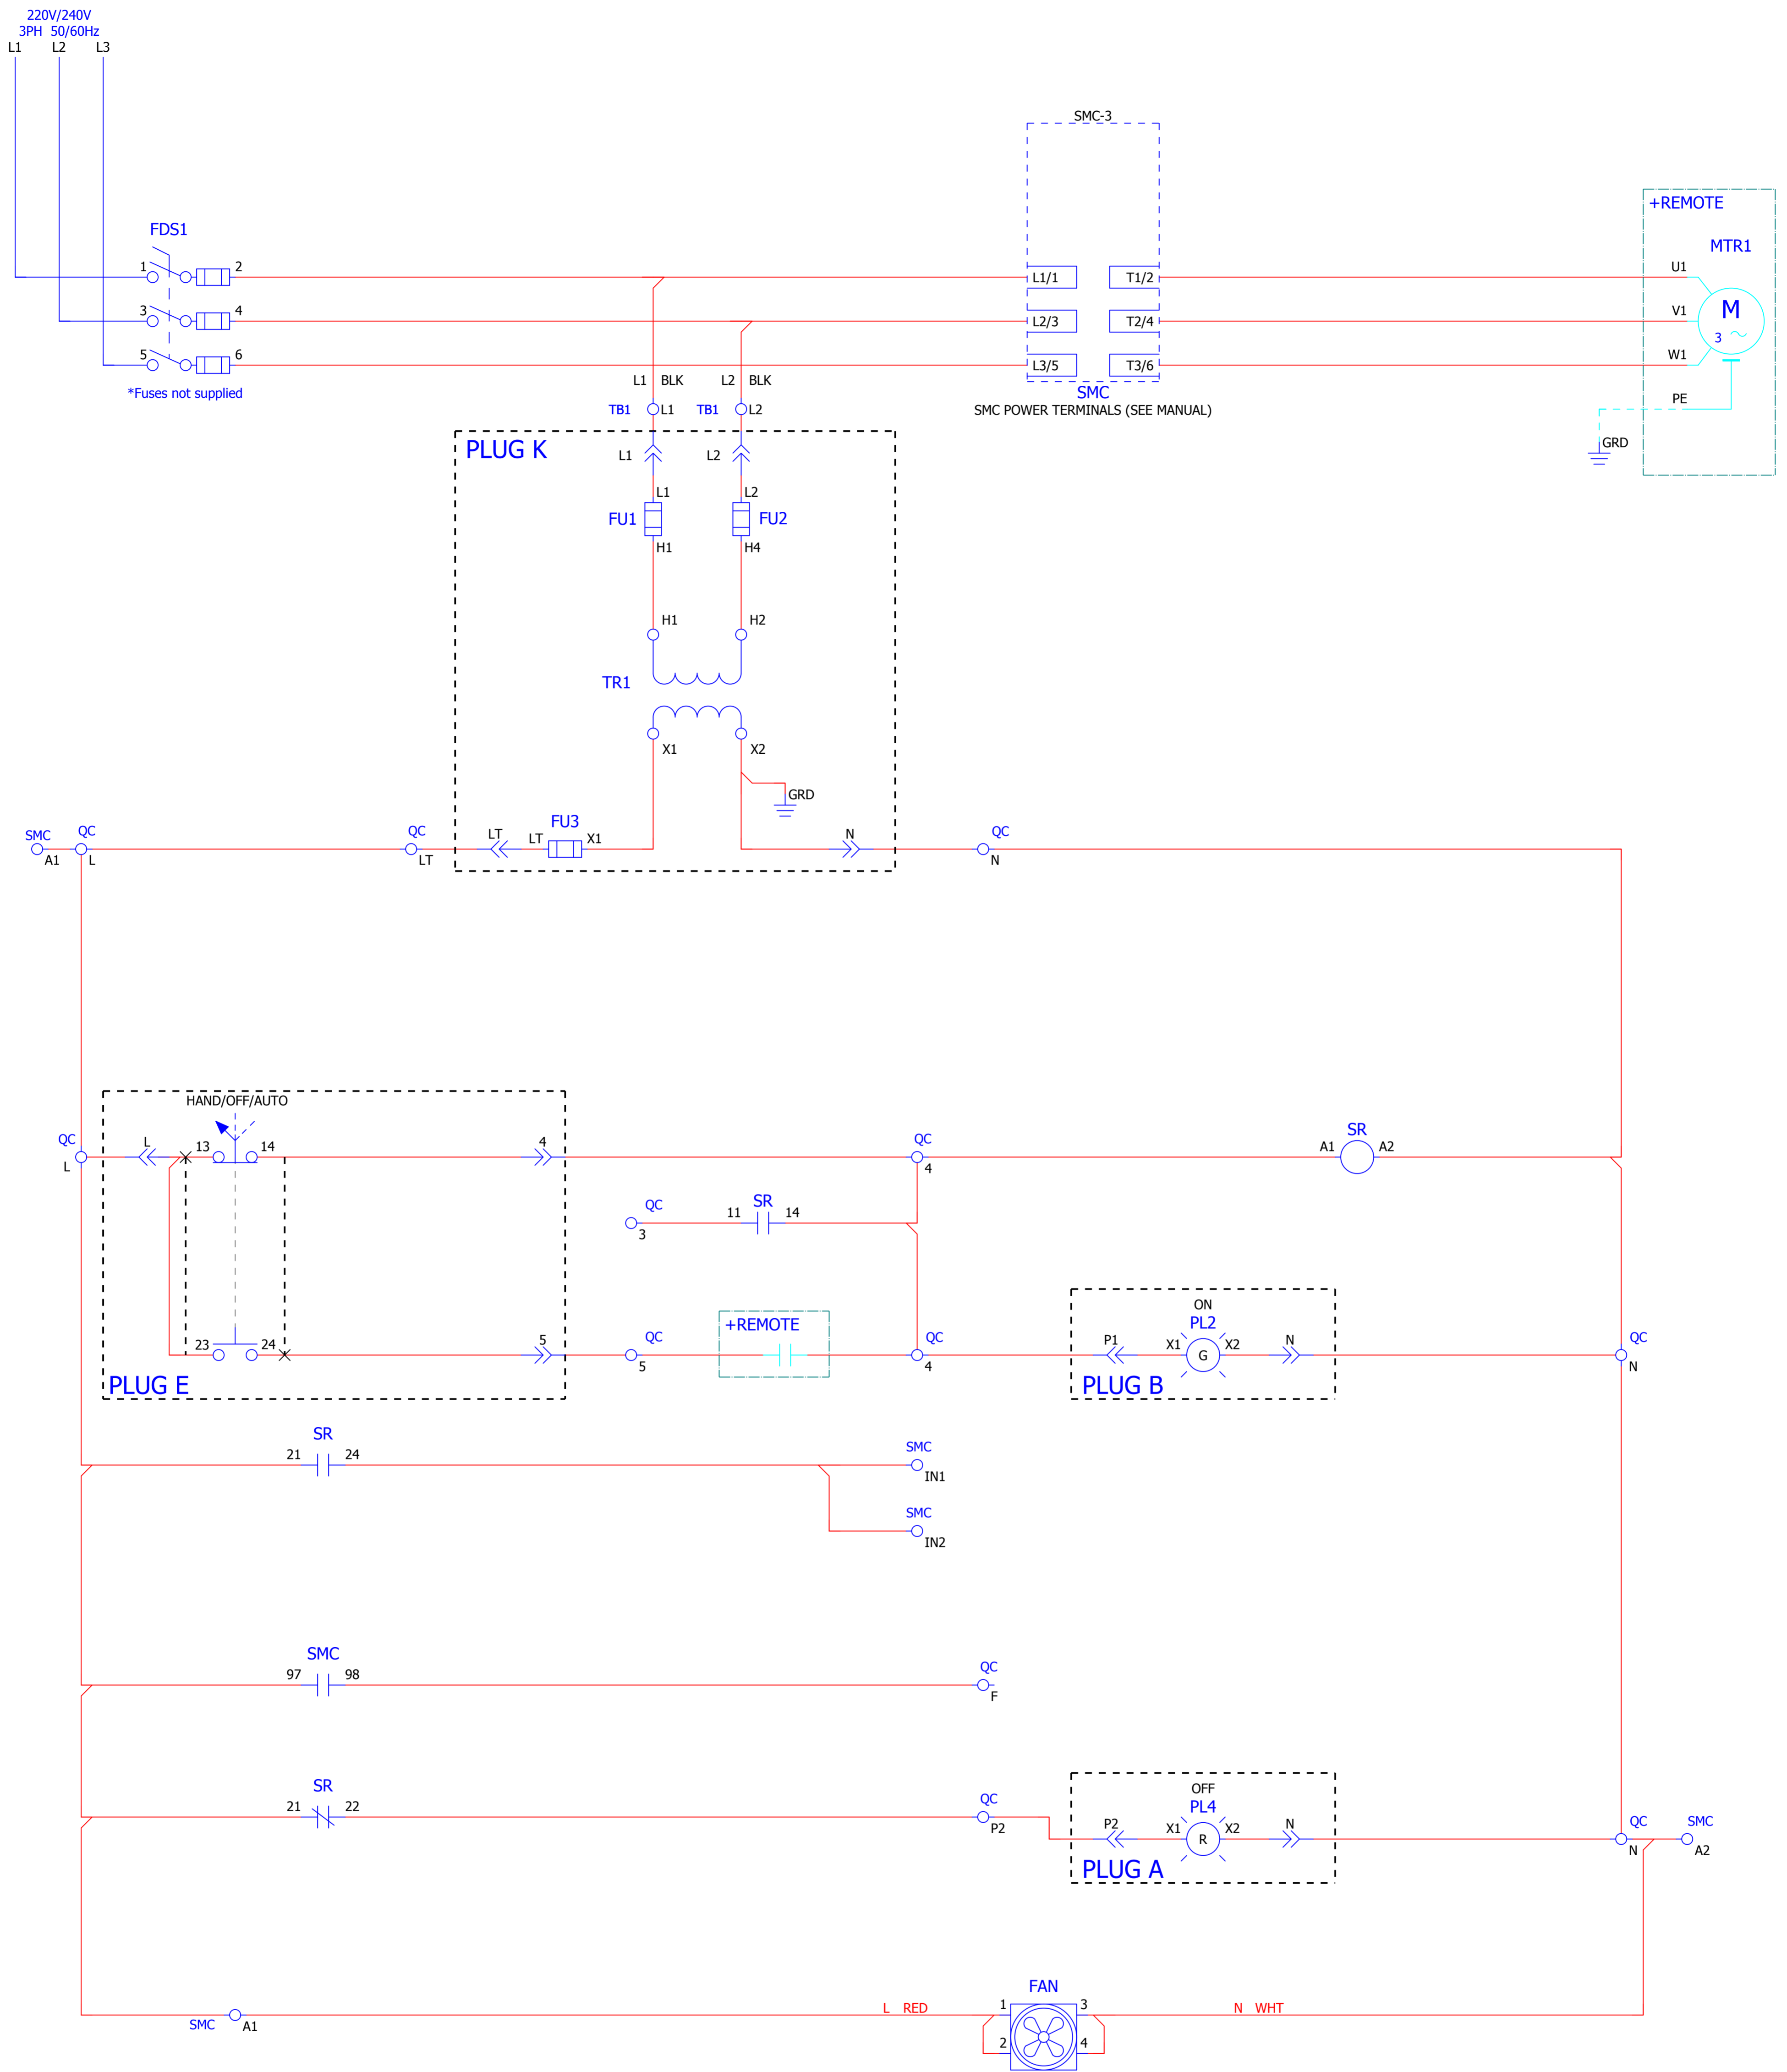 220V/240V
3PH 50/60Hz
L1 L2 L3
SMC-3
+REMOTE
FDS1
MTR1
1 2 L1/1 T1/2 U1
3 4 L2/3 T2/4 V1 M
3
5 6 L3/5 T3/6 W1
*Fuses not supplied
L1 BLK L2 BLK
SMC
PE
TB1 L1 TB1 L2
SMC POWER TERMINALS (SEE MANUAL)
GRD
PLUG K
L1 L2
L1 L2
FU1 FU2
H1 H4
H1 H2
TR1
X1 X2
GRD
SMC QC QC FU3 QC
LT LT X1 N
A1 L LT N
HAND/OFF/AUTO
QC L 13 14 4 QC SR
A1 A2
L 4
QC SR
11 14
3
ON
+REMOTE
PL2
23 24 5 QC QC P1 X1 G X2 N QC
5 4 N
PLUG E
PLUG B
SR
21 24 SMC
IN1
SMC
IN2
SMC
97 98 QC
F
SR
21 22 QC
P2
OFF
PL4
P2 X1 R X2 N QC SMC
N A2
PLUG A
FAN
L RED 1 3 N WHT
SMC A1
2 4